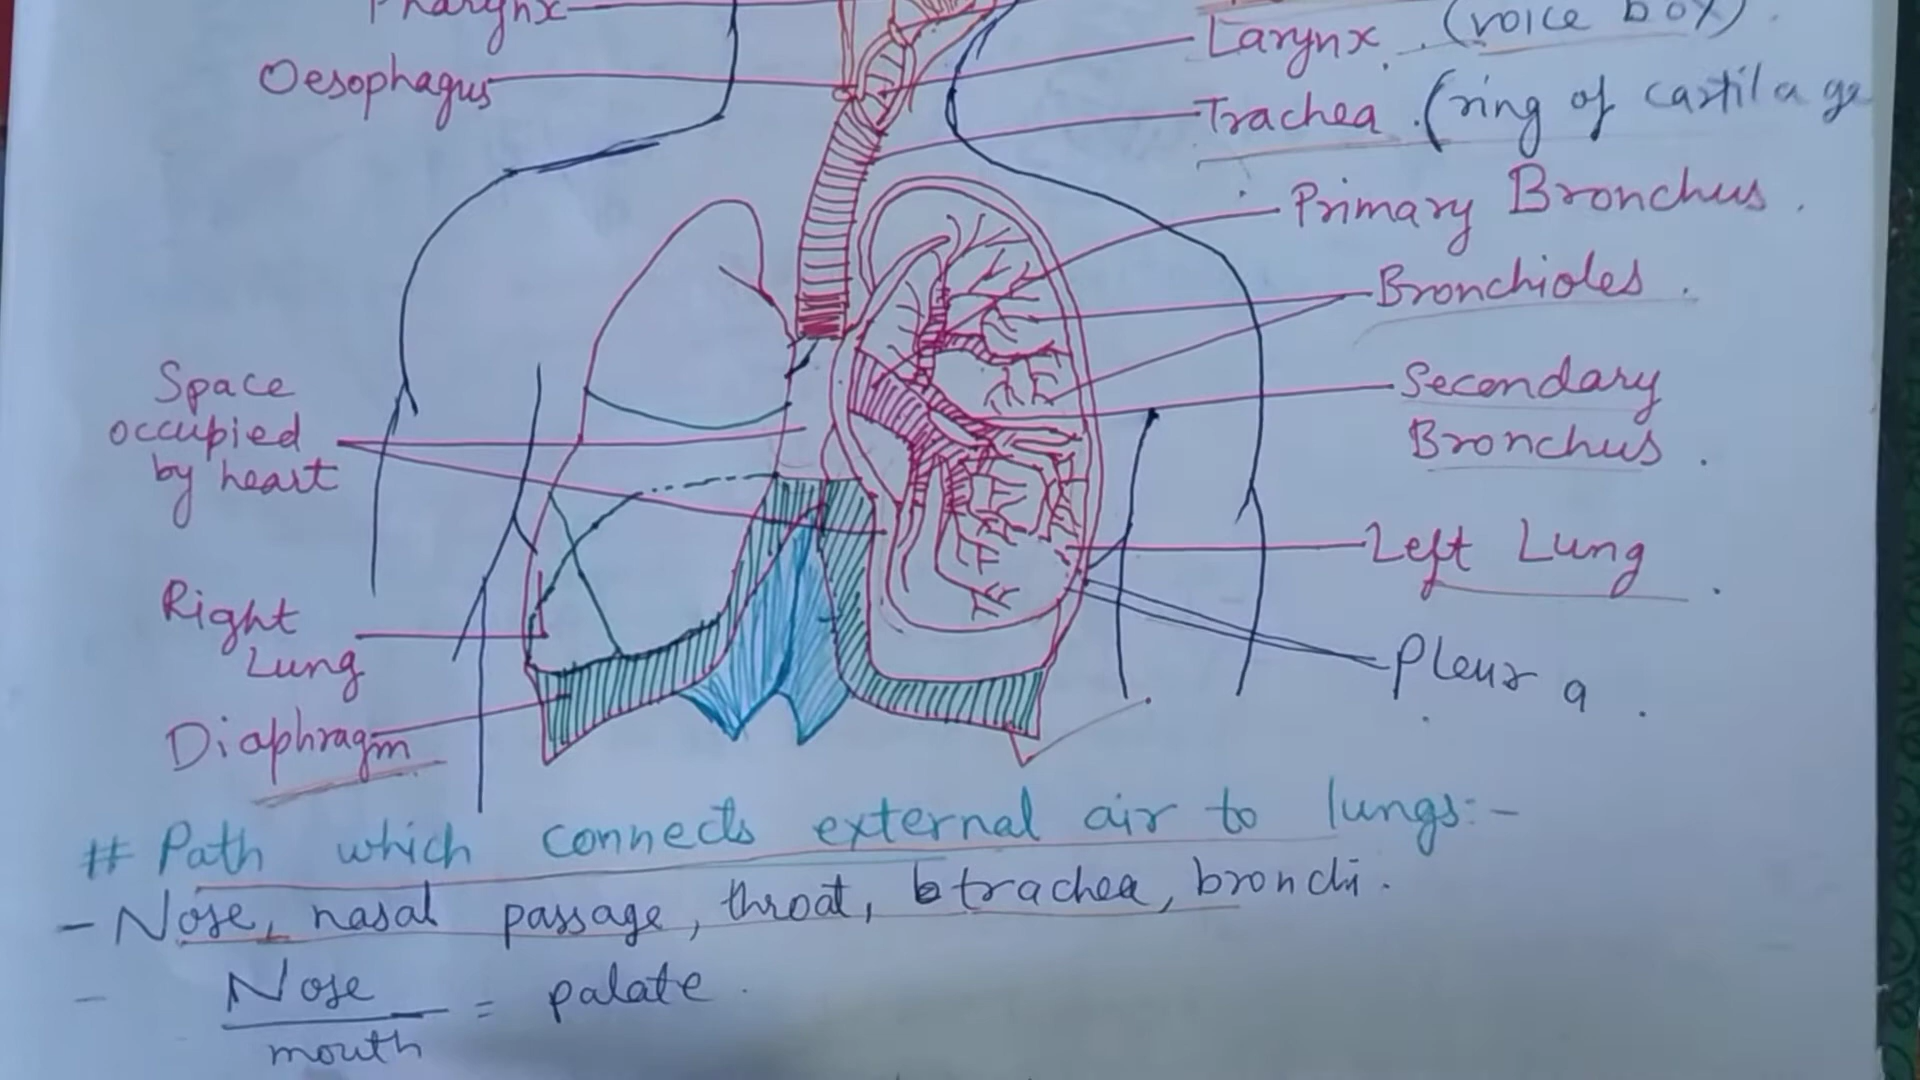 Pharynx
Oesophagus
Larynx. (voice box).
Trachea. (ring of cartilage
Primary Bronchus.
Bronchioles.
Space
occupied
by heart
Secondary
Bronchus.
Left Lung.
Right
Lung
Pleura.
Diaphragm
# Path which connects external air to lungs:-
- Nose, nasal passage, throat, trachea, bronchi.
- Nose
mouth = palate.